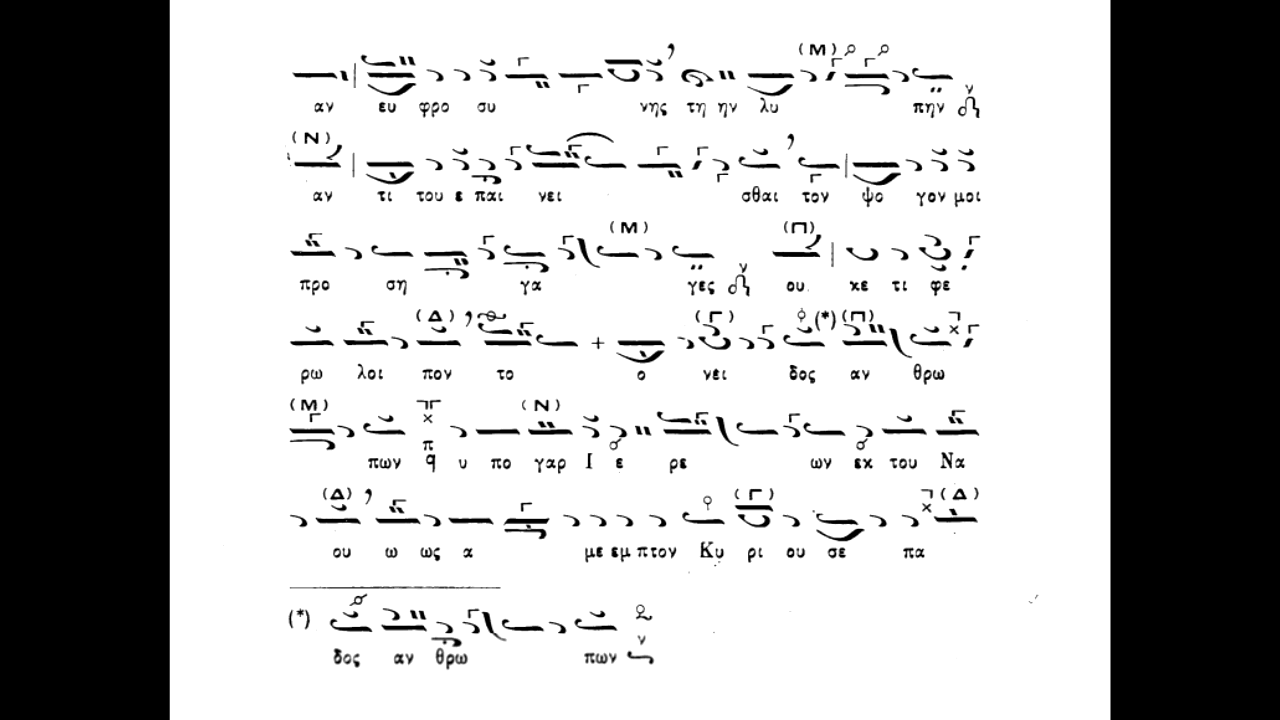 (Μ)
αν ευ φρο συ νης τη ην λυ πην
(Ν)
αν τι του ε παι νει σθαι τον ψο γον μοι
(Μ) (Π)
προ ση γα γες ου κε τι φε
(Δ) (Γ) (*) (Π)
ρω λοι πον το ο νει δος αν θρω
(Μ) (Ν)
πων υ πο γαρ Ι ε ρε ων εκ του Να
(Δ) (Γ) (Δ)
ου ω ως α με εμ πτον Κυ ρι ου σε πα
(*)
δος αν θρω πων